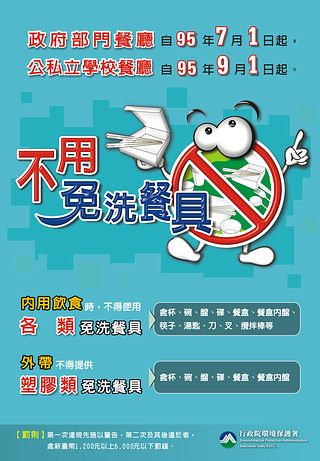 政府部門餐廳 自95年7月1日起，
公私立學校餐廳 自95年9月1日起。
不用
免洗餐具
內用飲食時，不得使用
各類免洗餐具
含杯、碗、盤、碟、餐盒、餐盒內盤、
筷子、湯匙、刀、叉、攪拌棒等
外帶不得提供
塑膠類免洗餐具
含杯、碗、盤、碟、餐盒、餐盒內盤
【罰則】第一次違規先施以警告，第二次及其後違反者，
處新臺幣1,200元以上6,000元以下罰鍰。
行政院環境保護署
Environmental Protection Administration
Executive Yuan, R.O.C.